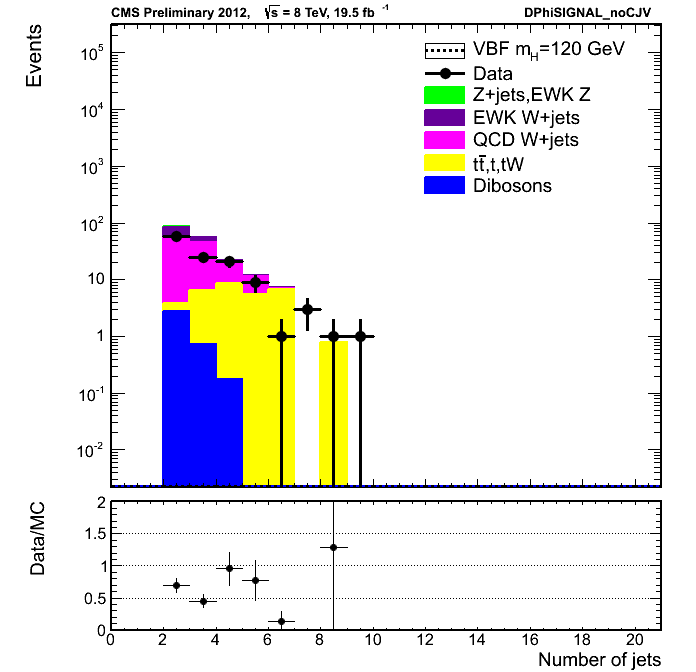 CMS Preliminary 2012, √s = 8 TeV, 19.5 fb⁻¹ DPhiSIGNAL_noCJV
Events
10⁵
10⁴
10³
10²
10
1
10⁻¹
10⁻²
VBF m_H=120 GeV
Data
Z+jets,EWK Z
EWK W+jets
QCD W+jets
tt̄,t,tW
Dibosons
Data/MC
2
1.5
1
0.5
0
0 2 4 6 8 10 12 14 16 18 20
Number of jets